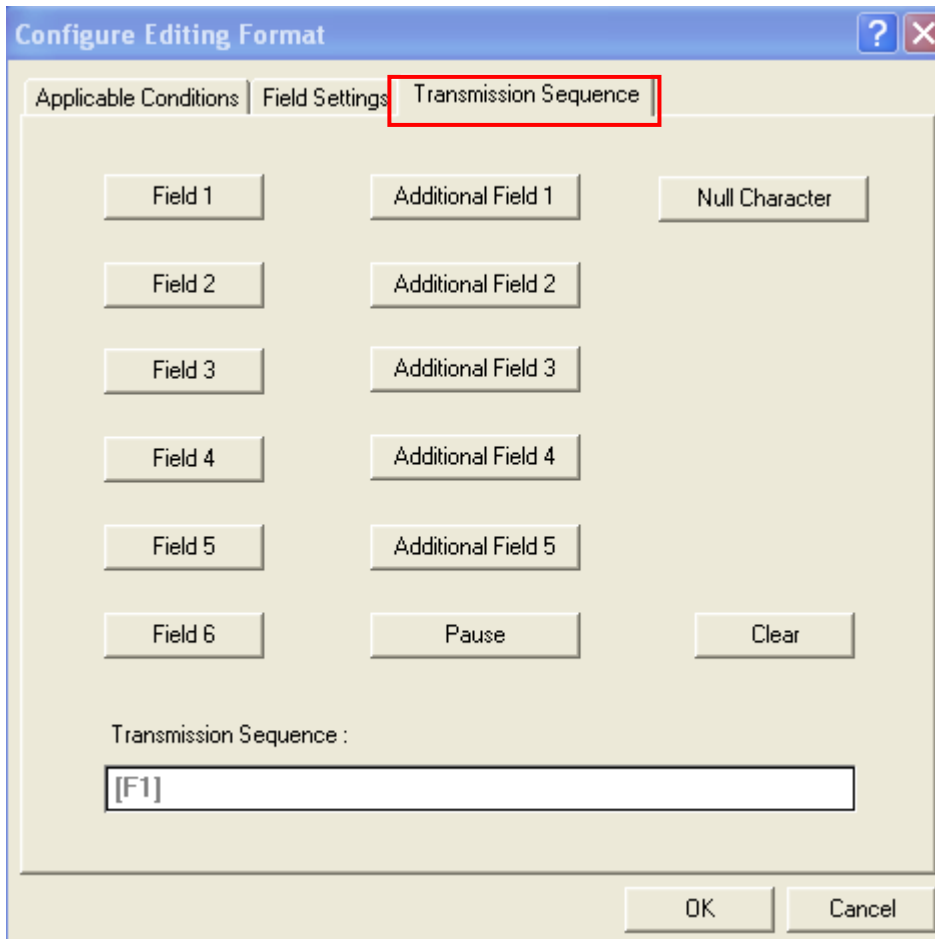 Configure Editing Format ?
Applicable Conditions Field Settings Transmission Sequence
Field 1 Additional Field 1 Null Character
Field 2 Additional Field 2
Field 3 Additional Field 3
Field 4 Additional Field 4
Field 5 Additional Field 5
Field 6 Pause Clear
Transmission Sequence :
[F1]
OK Cancel